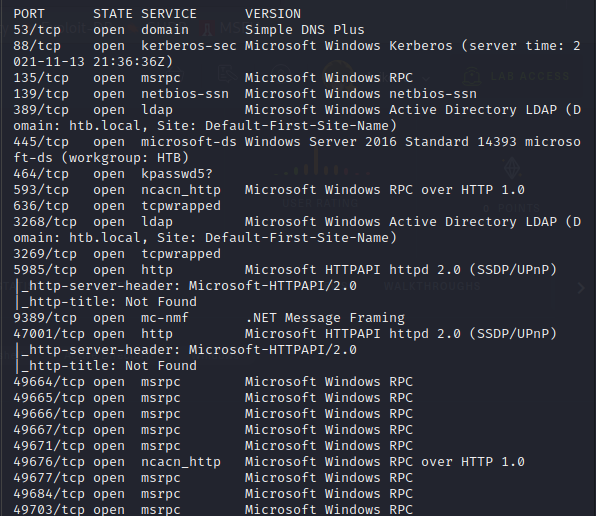 PORT      STATE SERVICE      VERSION
53/tcp    open  domain       Simple DNS Plus
88/tcp    open  kerberos-sec Microsoft Windows Kerberos (server time: 2
021-11-13 21:36:36Z)
135/tcp   open  msrpc        Microsoft Windows RPC
139/tcp   open  netbios-ssn  Microsoft Windows netbios-ssn
389/tcp   open  ldap         Microsoft Windows Active Directory LDAP (D
omain: htb.local, Site: Default-First-Site-Name)
445/tcp   open  microsoft-ds Windows Server 2016 Standard 14393 microso
ft-ds (workgroup: HTB)
464/tcp   open  kpasswd5?
593/tcp   open  ncacn_http   Microsoft Windows RPC over HTTP 1.0
636/tcp   open  tcpwrapped
3268/tcp  open  ldap         Microsoft Windows Active Directory LDAP (D
omain: htb.local, Site: Default-First-Site-Name)
3269/tcp  open  tcpwrapped
5985/tcp  open  http         Microsoft HTTPAPI httpd 2.0 (SSDP/UPnP)
|_http-server-header: Microsoft-HTTPAPI/2.0
|_http-title: Not Found
9389/tcp  open  mc-nmf       .NET Message Framing
47001/tcp open  http         Microsoft HTTPAPI httpd 2.0 (SSDP/UPnP)
|_http-server-header: Microsoft-HTTPAPI/2.0
|_http-title: Not Found
49664/tcp open  msrpc        Microsoft Windows RPC
49665/tcp open  msrpc        Microsoft Windows RPC
49666/tcp open  msrpc        Microsoft Windows RPC
49667/tcp open  msrpc        Microsoft Windows RPC
49671/tcp open  msrpc        Microsoft Windows RPC
49676/tcp open  ncacn_http   Microsoft Windows RPC over HTTP 1.0
49677/tcp open  msrpc        Microsoft Windows RPC
49684/tcp open  msrpc        Microsoft Windows RPC
49703/tcp open  msrpc        Microsoft Windows RPC
LAB ACCESS
USER RATING
WALKTHROUGHS